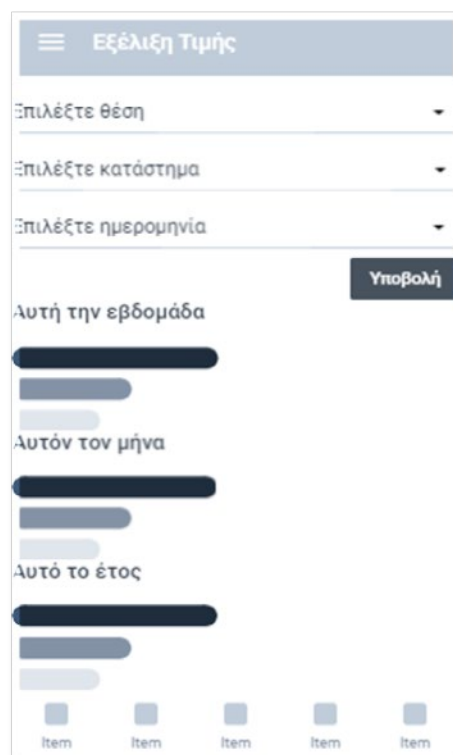 Εξέλιξη Τιμής
Επιλέξτε θέση
Επιλέξτε κατάστημα
Επιλέξτε ημερομηνία
Υποβολή
Αυτή την εβδομάδα
Αυτόν τον μήνα
Αυτό το έτος
Item Item Item Item Item